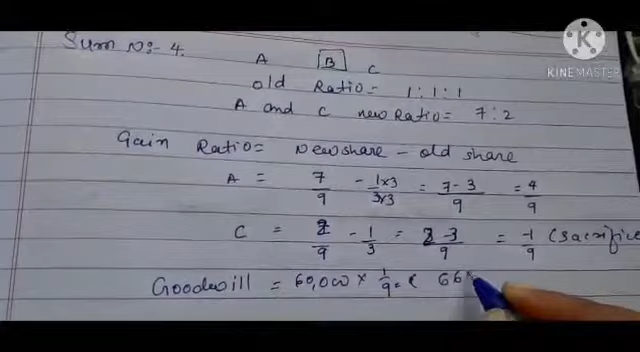 Sum No:- 4.
KINEMASTER
A B C
old Ratio = 1:1:1
A and C new Ratio = 7:2
Gain Ratio = New share - old share
A = 7/9 - 1x3/3x3 = 7-3/9 = 4/9
C = 2/9 - 1/3 = 2-3/9 = -1/9 (Sacrifice
Goodwill = 60,000 x 1/9 = ( 66